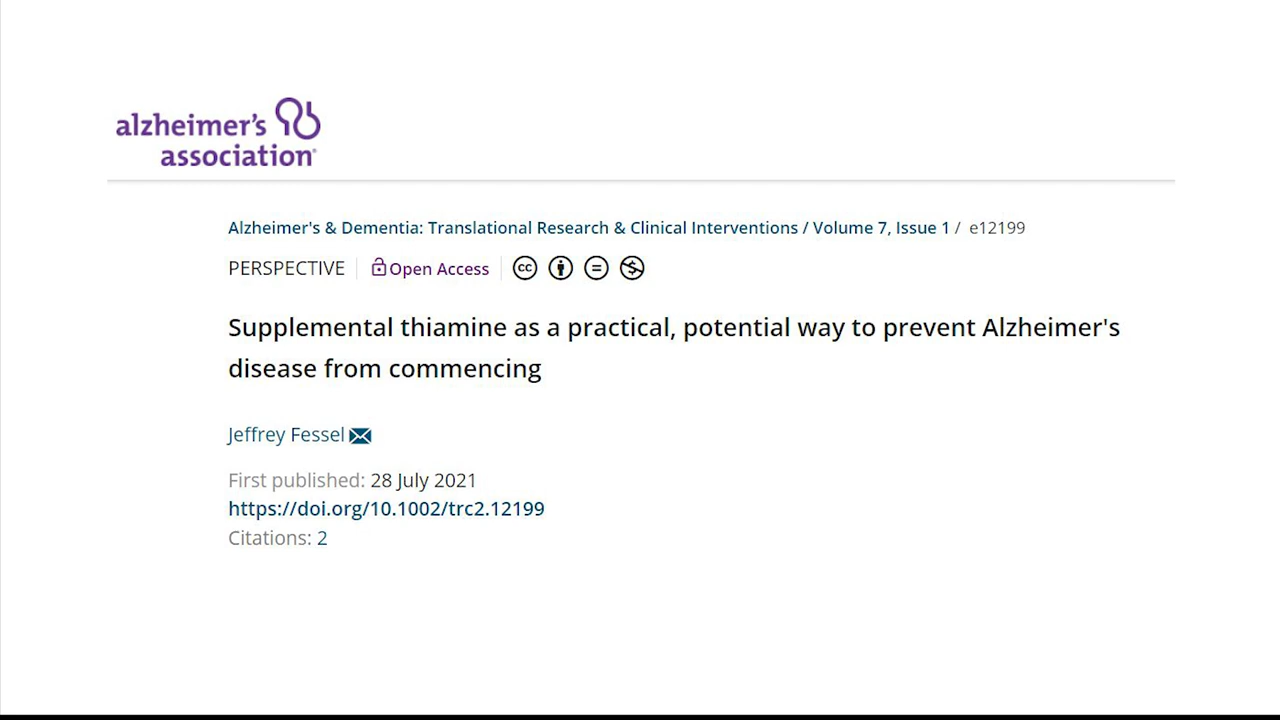 alzheimer's
association®
Alzheimer's & Dementia: Translational Research & Clinical Interventions / Volume 7, Issue 1 / e12199
PERSPECTIVE Open Access cc
Supplemental thiamine as a practical, potential way to prevent Alzheimer's
disease from commencing
Jeffrey Fessel
First published: 28 July 2021
https://doi.org/10.1002/trc2.12199
Citations: 2